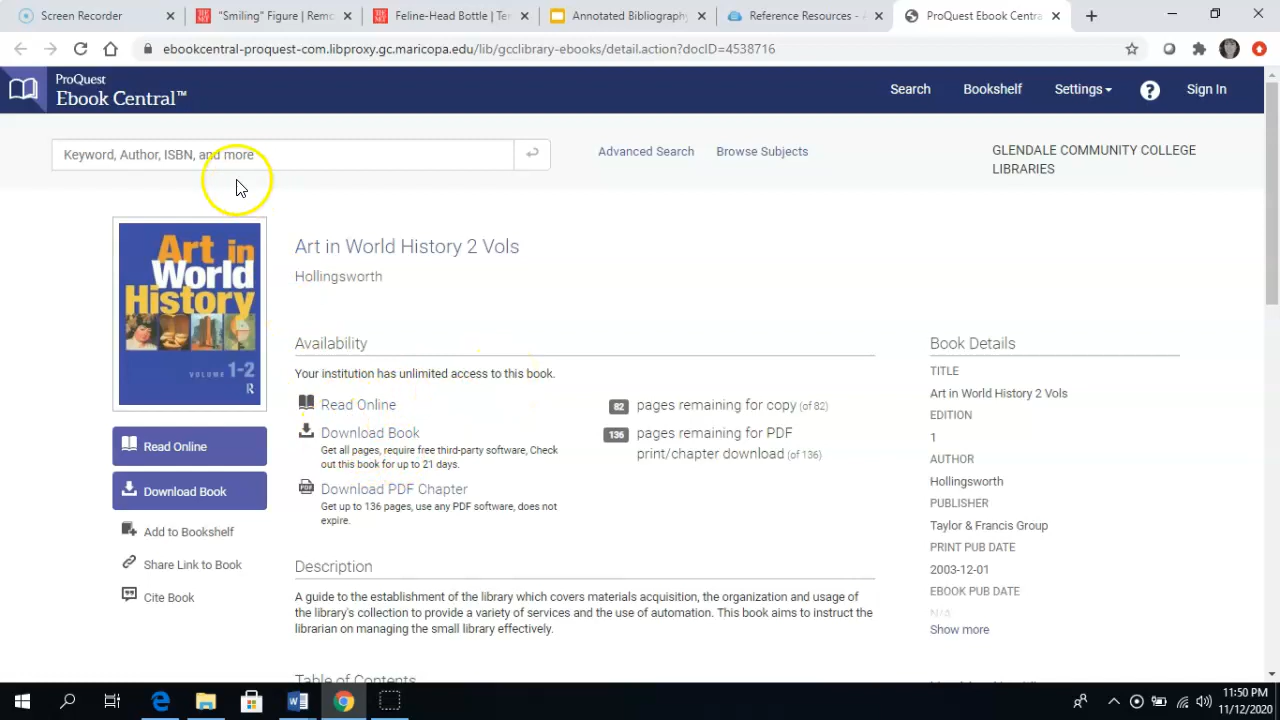 Screen Recorder
"Smiling" Figure | Remo
Feline-Head Bottle | Ter
Annotated Bibliography
Reference Resources - A
ProQuest Ebook Centra
ebookcentral-proquest-com.libproxy.gc.maricopa.edu/lib/gcclibrary-ebooks/detail.action?docID=4538716
ProQuest
Ebook Central™
Search
Bookshelf
Settings
Sign In
Keyword, Author, ISBN, and more
Advanced Search
Browse Subjects
GLENDALE COMMUNITY COLLEGE
LIBRARIES
Art in
World
History
VOLUME 1-2
R
Read Online
Download Book
Add to Bookshelf
Share Link to Book
Cite Book
Art in World History 2 Vols
Hollingsworth
Availability
Your institution has unlimited access to this book.
Read Online
Download Book
Get all pages, require free third-party software, Check
out this book for up to 21 days.
Download PDF Chapter
Get up to 136 pages, use any PDF software, does not
expire.
82 pages remaining for copy (of 82)
136 pages remaining for PDF
print/chapter download (of 136)
Description
A guide to the establishment of the library which covers materials acquisition, the organization and usage of
the library's collection to provide a variety of services and the use of automation. This book aims to instruct the
librarian on managing the small library effectively.
Table of Contents
Book Details
TITLE
Art in World History 2 Vols
EDITION
1
AUTHOR
Hollingsworth
PUBLISHER
Taylor & Francis Group
PRINT PUB DATE
2003-12-01
EBOOK PUB DATE
N/A
Show more
11:50 PM
11/12/2020